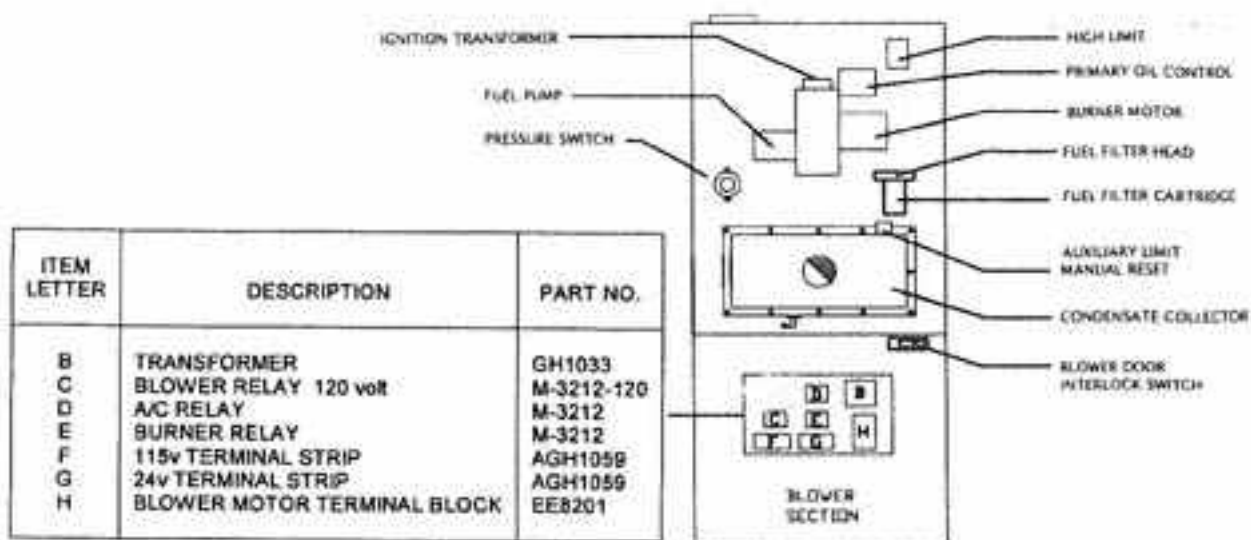 IGNITION TRANSFORMER
FUEL PUMP
PRESSURE SWITCH
HIGH LIMIT
PRIMARY OIL CONTROL
BURNER MOTOR
FUEL FILTER HEAD
FUEL FILTER CARTRIDGE
AUXILIARY LIMIT
MANUAL RESET
CONDENSATE COLLECTOR
BLOWER DOOR
INTERLOCK SWITCH
ITEM LETTER DESCRIPTION PART NO.
B TRANSFORMER GH1033
C BLOWER RELAY 120 volt M-3212-120
D A/C RELAY M-3212
E BURNER RELAY M-3212
F 115v TERMINAL STRIP AGH1059
G 24v TERMINAL STRIP AGH1059
H BLOWER MOTOR TERMINAL BLOCK EE8201
D B
C E H
F G
BLOWER
SECTION